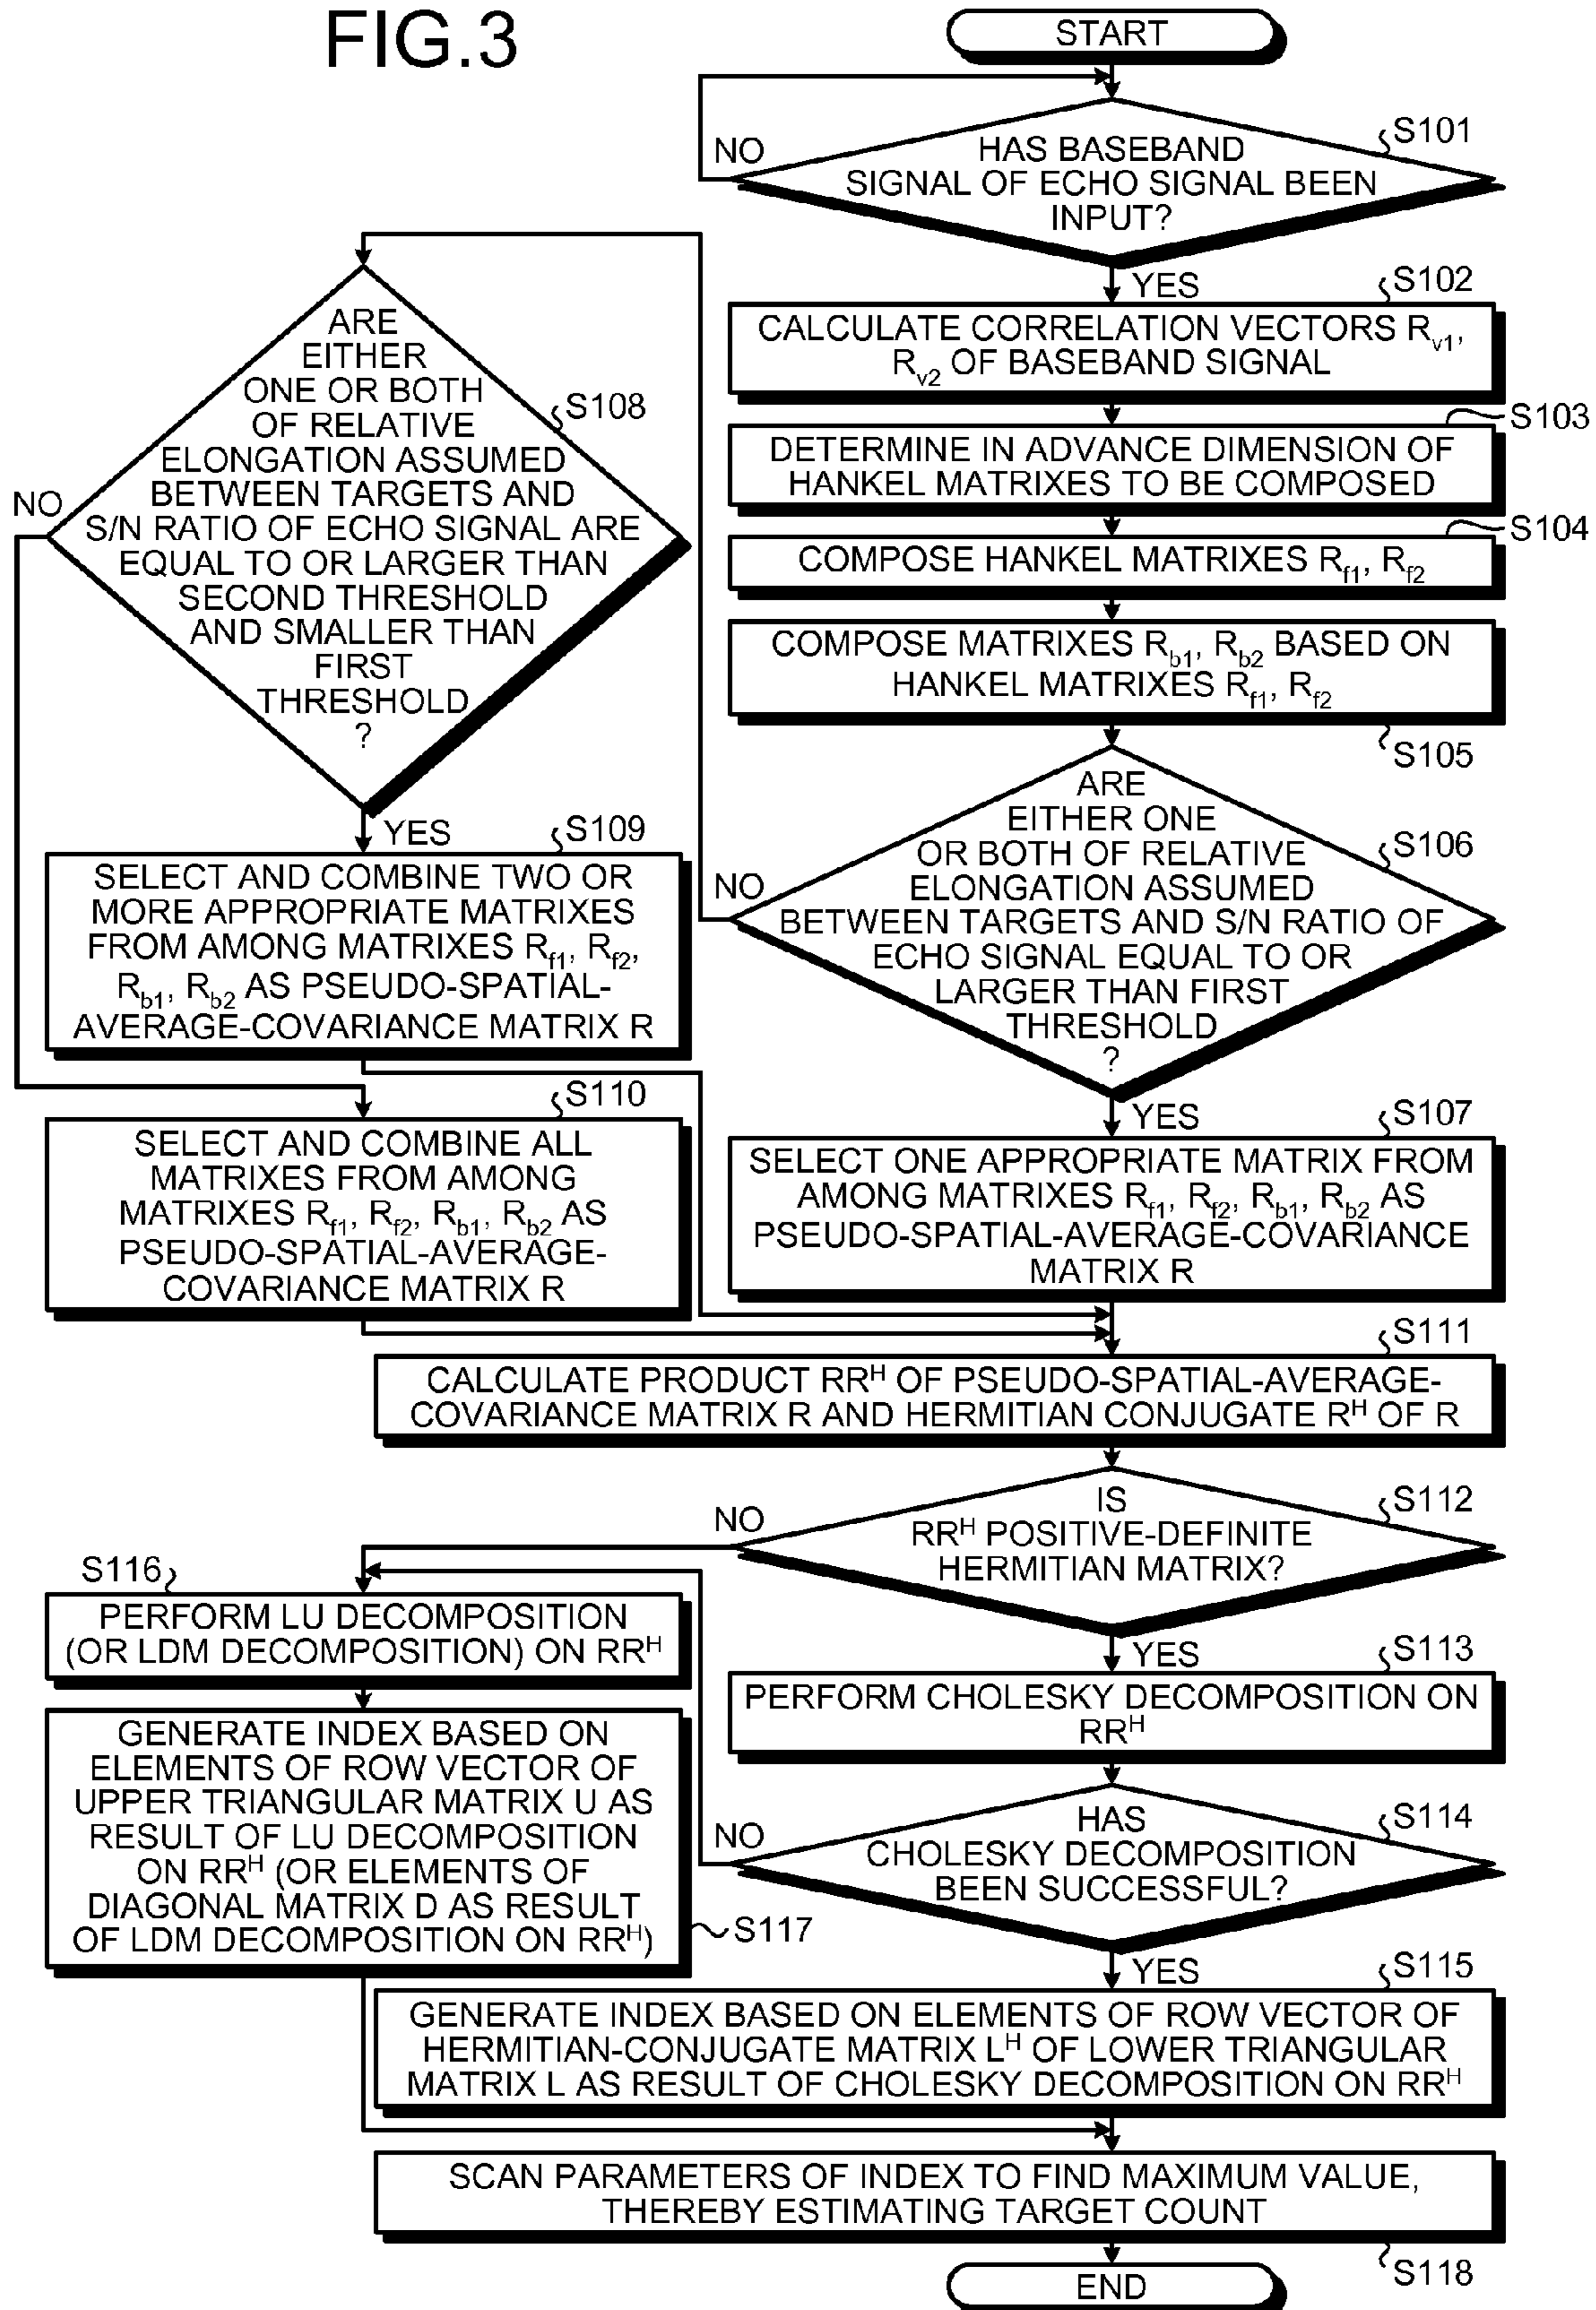 FIG.3
START
S101
NO
HAS BASEBAND
SIGNAL OF ECHO SIGNAL BEEN
INPUT?
YES
S102
CALCULATE CORRELATION VECTORS Rv1,
Rv2 OF BASEBAND SIGNAL
S103
DETERMINE IN ADVANCE DIMENSION OF
HANKEL MATRIXES TO BE COMPOSED
S104
COMPOSE HANKEL MATRIXES Rf1, Rf2
COMPOSE MATRIXES Rb1, Rb2 BASED ON
HANKEL MATRIXES Rf1, Rf2
S105
ARE
EITHER ONE
OR BOTH OF RELATIVE
ELONGATION ASSUMED
BETWEEN TARGETS AND S/N RATIO OF
ECHO SIGNAL EQUAL TO OR
LARGER THAN FIRST
THRESHOLD
?
S106
NO
YES
S107
SELECT ONE APPROPRIATE MATRIX FROM
AMONG MATRIXES Rf1, Rf2, Rb1, Rb2 AS
PSEUDO-SPATIAL-AVERAGE-COVARIANCE
MATRIX R
ARE
EITHER
ONE OR BOTH
OF RELATIVE
ELONGATION ASSUMED
BETWEEN TARGETS AND
S/N RATIO OF ECHO SIGNAL ARE
EQUAL TO OR LARGER THAN
SECOND THRESHOLD
AND SMALLER THAN
FIRST
THRESHOLD
?
S108
NO
YES
S109
SELECT AND COMBINE TWO OR
MORE APPROPRIATE MATRIXES
FROM AMONG MATRIXES Rf1, Rf2,
Rb1, Rb2 AS PSEUDO-SPATIAL-
AVERAGE-COVARIANCE MATRIX R
S110
SELECT AND COMBINE ALL
MATRIXES FROM AMONG
MATRIXES Rf1, Rf2, Rb1, Rb2 AS
PSEUDO-SPATIAL-AVERAGE-
COVARIANCE MATRIX R
S111
CALCULATE PRODUCT RR^H OF PSEUDO-SPATIAL-AVERAGE-
COVARIANCE MATRIX R AND HERMITIAN CONJUGATE R^H OF R
S112
NO
IS
RR^H POSITIVE-DEFINITE
HERMITIAN MATRIX?
YES
S113
PERFORM CHOLESKY DECOMPOSITION ON
RR^H
S114
NO
HAS
CHOLESKY DECOMPOSITION
BEEN SUCCESSFUL?
YES
S115
GENERATE INDEX BASED ON ELEMENTS OF ROW VECTOR OF
HERMITIAN-CONJUGATE MATRIX L^H OF LOWER TRIANGULAR
MATRIX L AS RESULT OF CHOLESKY DECOMPOSITION ON RR^H
S116
PERFORM LU DECOMPOSITION
(OR LDM DECOMPOSITION) ON RR^H
GENERATE INDEX BASED ON
ELEMENTS OF ROW VECTOR OF
UPPER TRIANGULAR MATRIX U AS
RESULT OF LU DECOMPOSITION
ON RR^H (OR ELEMENTS OF
DIAGONAL MATRIX D AS RESULT
OF LDM DECOMPOSITION ON RR^H)
S117
SCAN PARAMETERS OF INDEX TO FIND MAXIMUM VALUE,
THEREBY ESTIMATING TARGET COUNT
S118
END